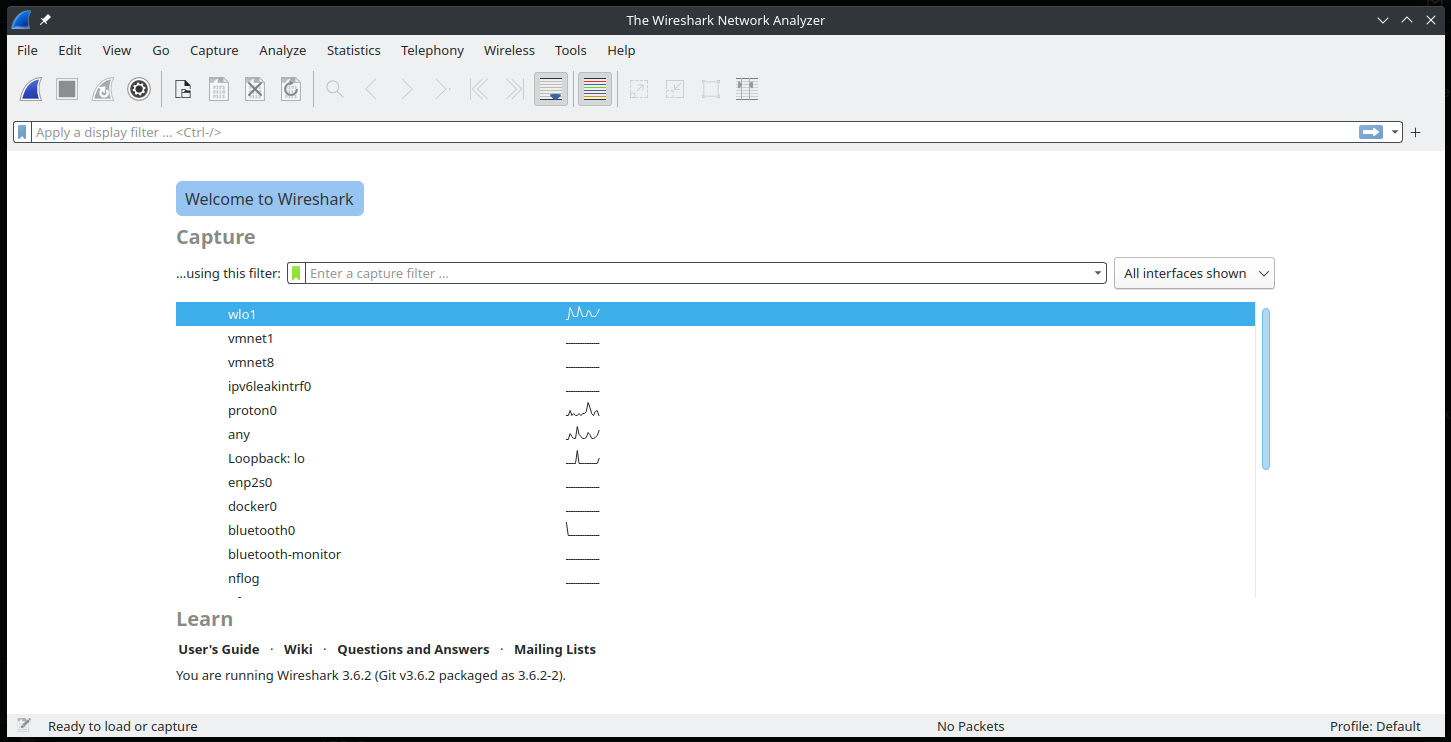 The Wireshark Network Analyzer
File Edit View Go Capture Analyze Statistics Telephony Wireless Tools Help
Apply a display filter … <Ctrl-/>
Welcome to Wireshark
Capture
…using this filter: Enter a capture filter … All interfaces shown
wlo1
vmnet1
vmnet8
ipv6leakintrf0
proton0
any
Loopback: lo
enp2s0
docker0
bluetooth0
bluetooth-monitor
nflog
Learn
User's Guide · Wiki · Questions and Answers · Mailing Lists
You are running Wireshark 3.6.2 (Git v3.6.2 packaged as 3.6.2-2).
Ready to load or capture No Packets Profile: Default